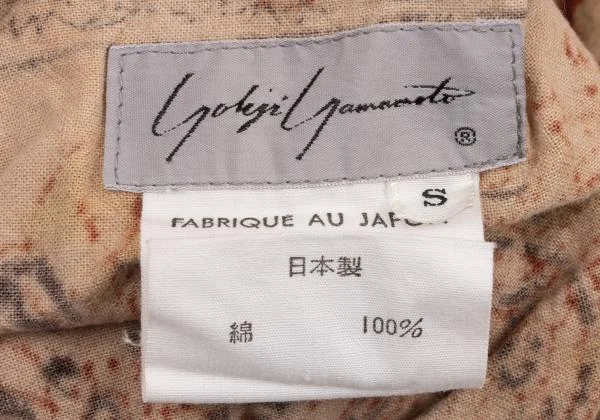 Yohji Yamamoto
®
S
FABRIQUE AU JAPON
日本製
綿 100%